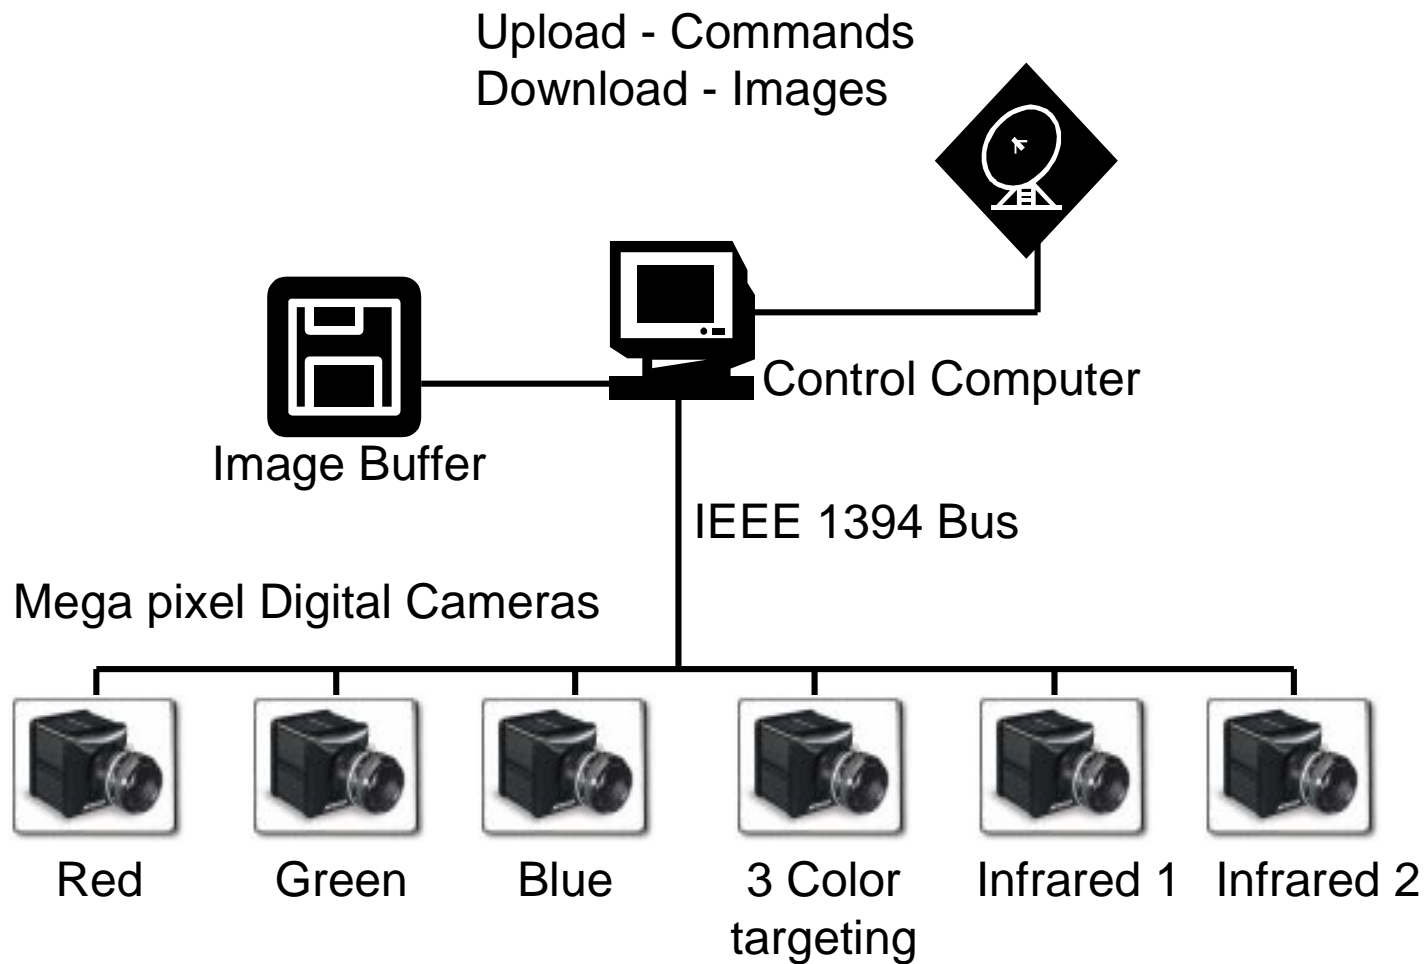 Upload - Commands
Download - Images
Control Computer
Image Buffer
IEEE 1394 Bus
Mega pixel Digital Cameras
Red
Green
Blue
3 Color
targeting
Infrared 1
Infrared 2